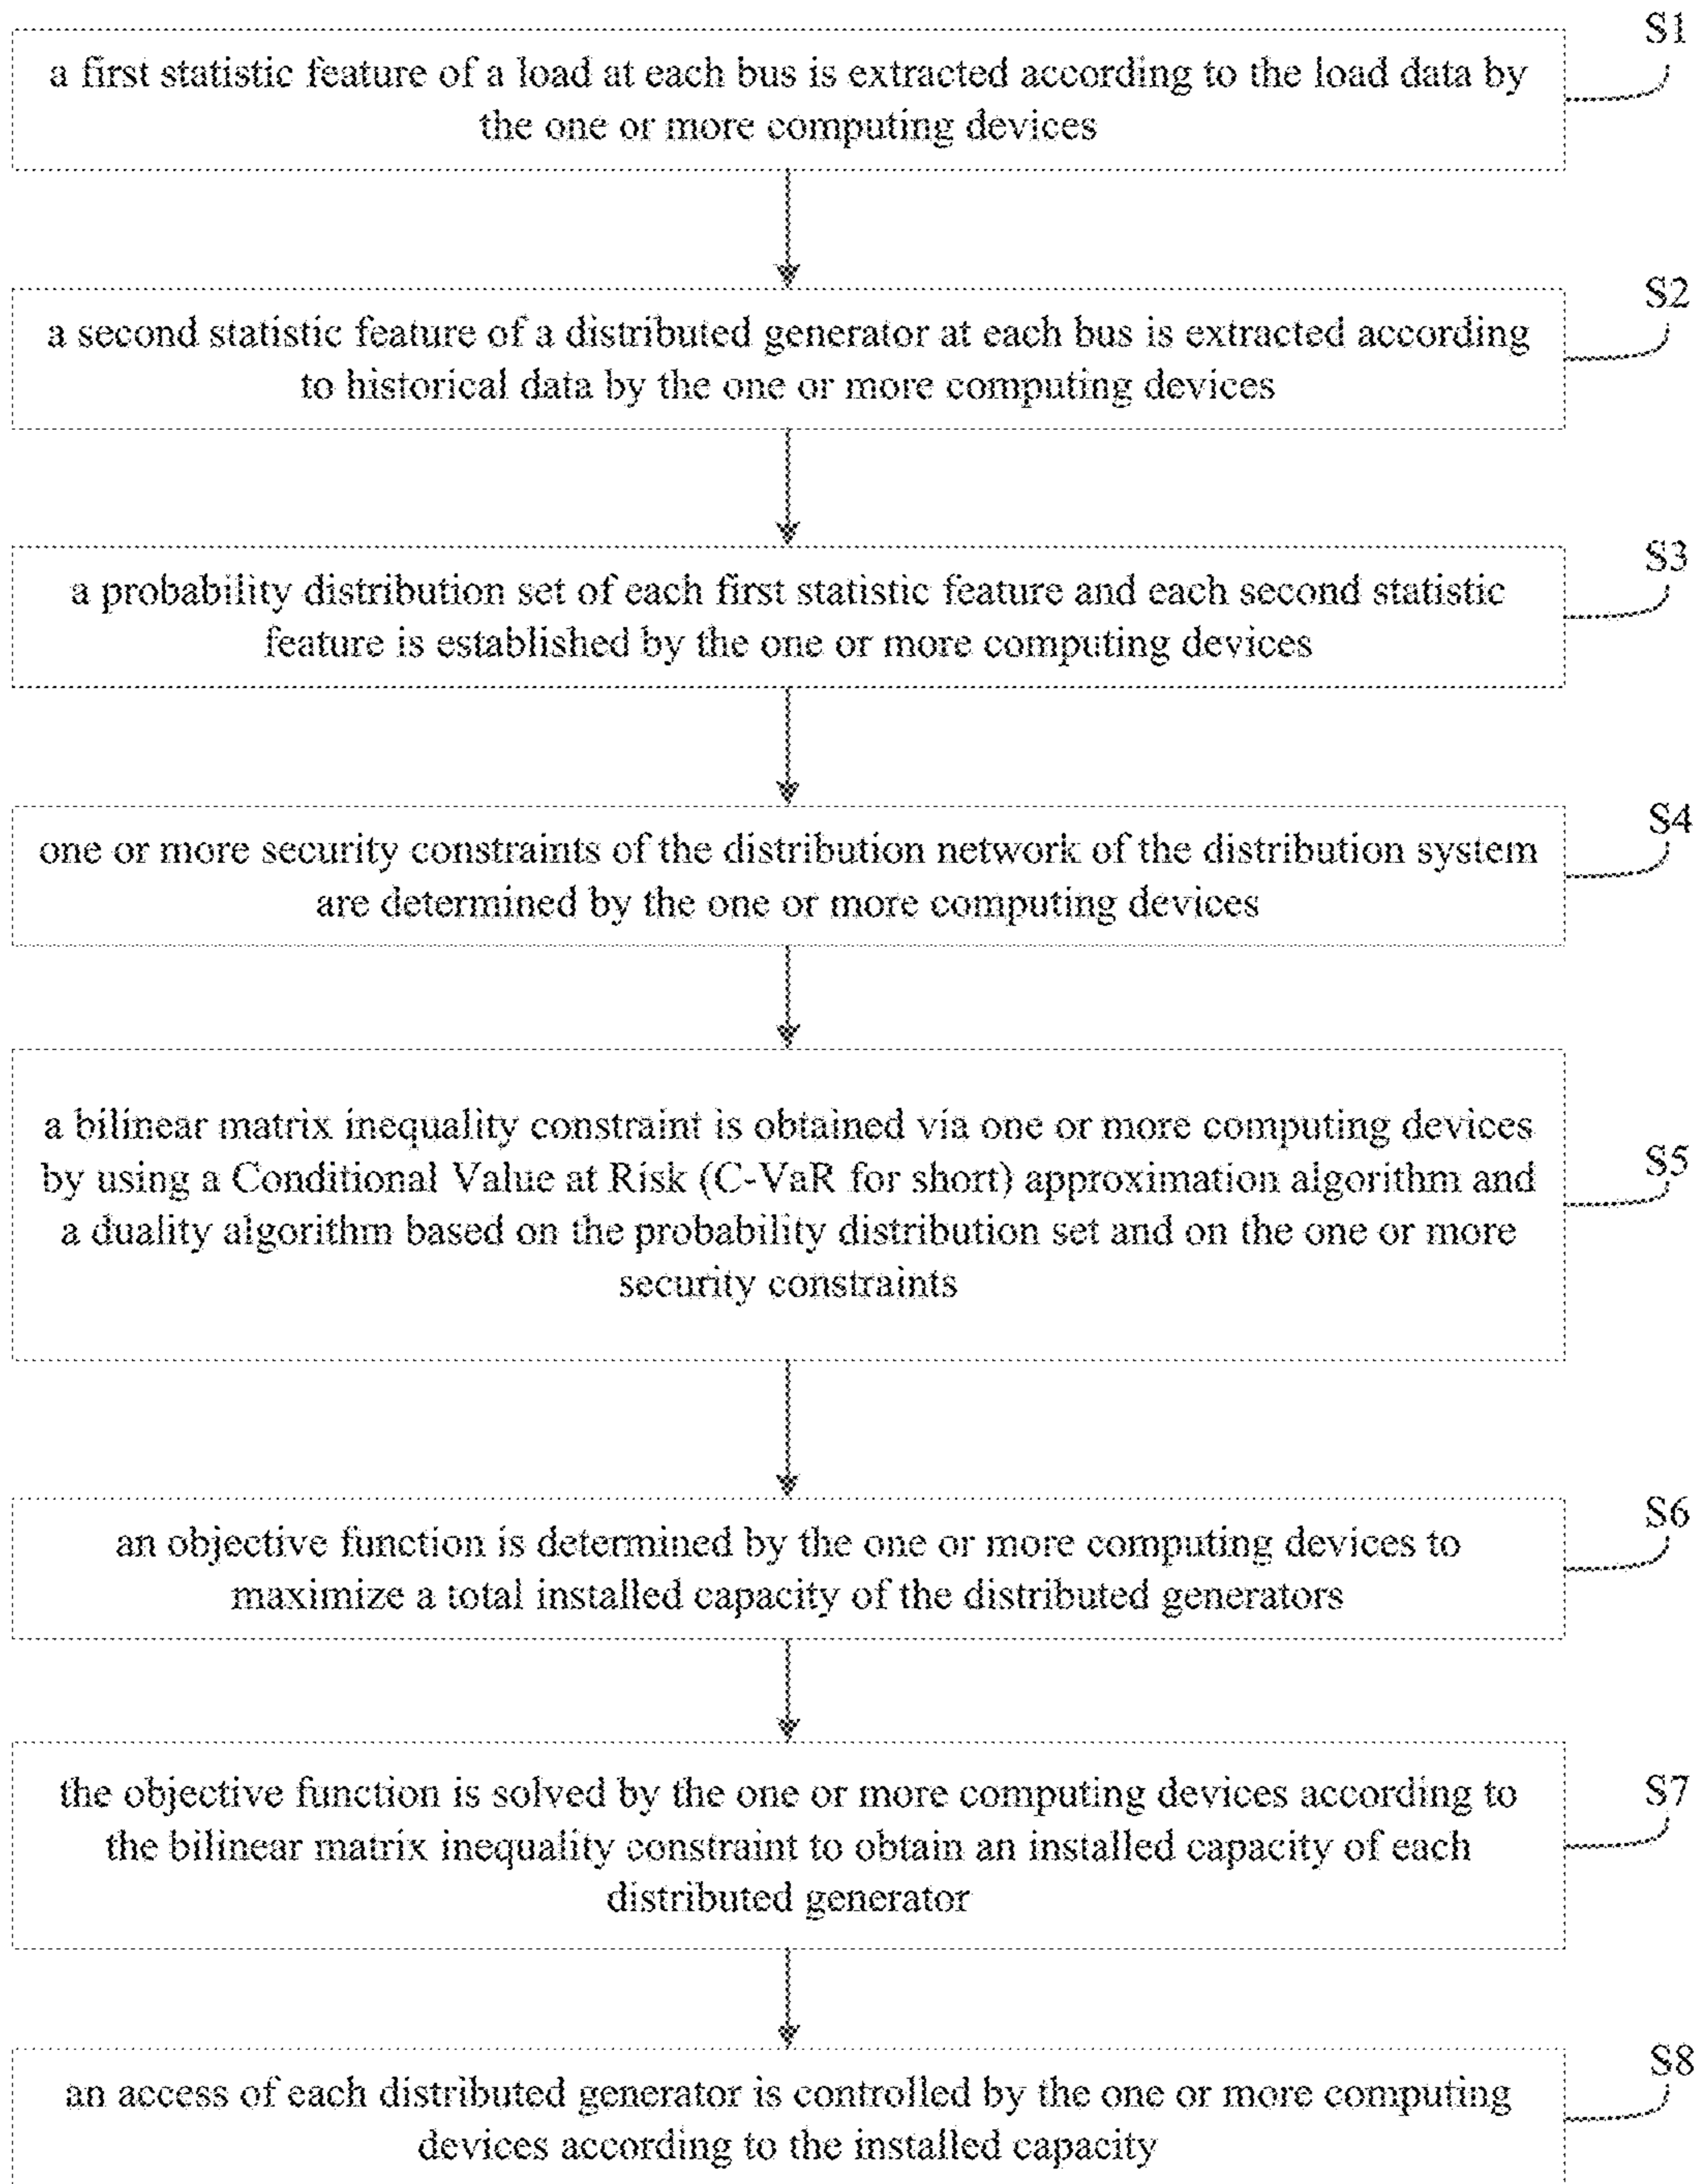 S1
a first statistic feature of a load at each bus is extracted according to the load data by
the one or more computing devices
S2
a second statistic feature of a distributed generator at each bus is extracted according
to historical data by the one or more computing devices
S3
a probability distribution set of each first statistic feature and each second statistic
feature is established by the one or more computing devices
S4
one or more security constraints of the distribution network of the distribution system
are determined by the one or more computing devices
S5
a bilinear matrix inequality constraint is obtained via one or more computing devices
by using a Conditional Value at Risk (C-VaR for short) approximation algorithm and
a duality algorithm based on the probability distribution set and on the one or more
security constraints
S6
an objective function is determined by the one or more computing devices to
maximize a total installed capacity of the distributed generators
S7
the objective function is solved by the one or more computing devices according to
the bilinear matrix inequality constraint to obtain an installed capacity of each
distributed generator
S8
an access of each distributed generator is controlled by the one or more computing
devices according to the installed capacity